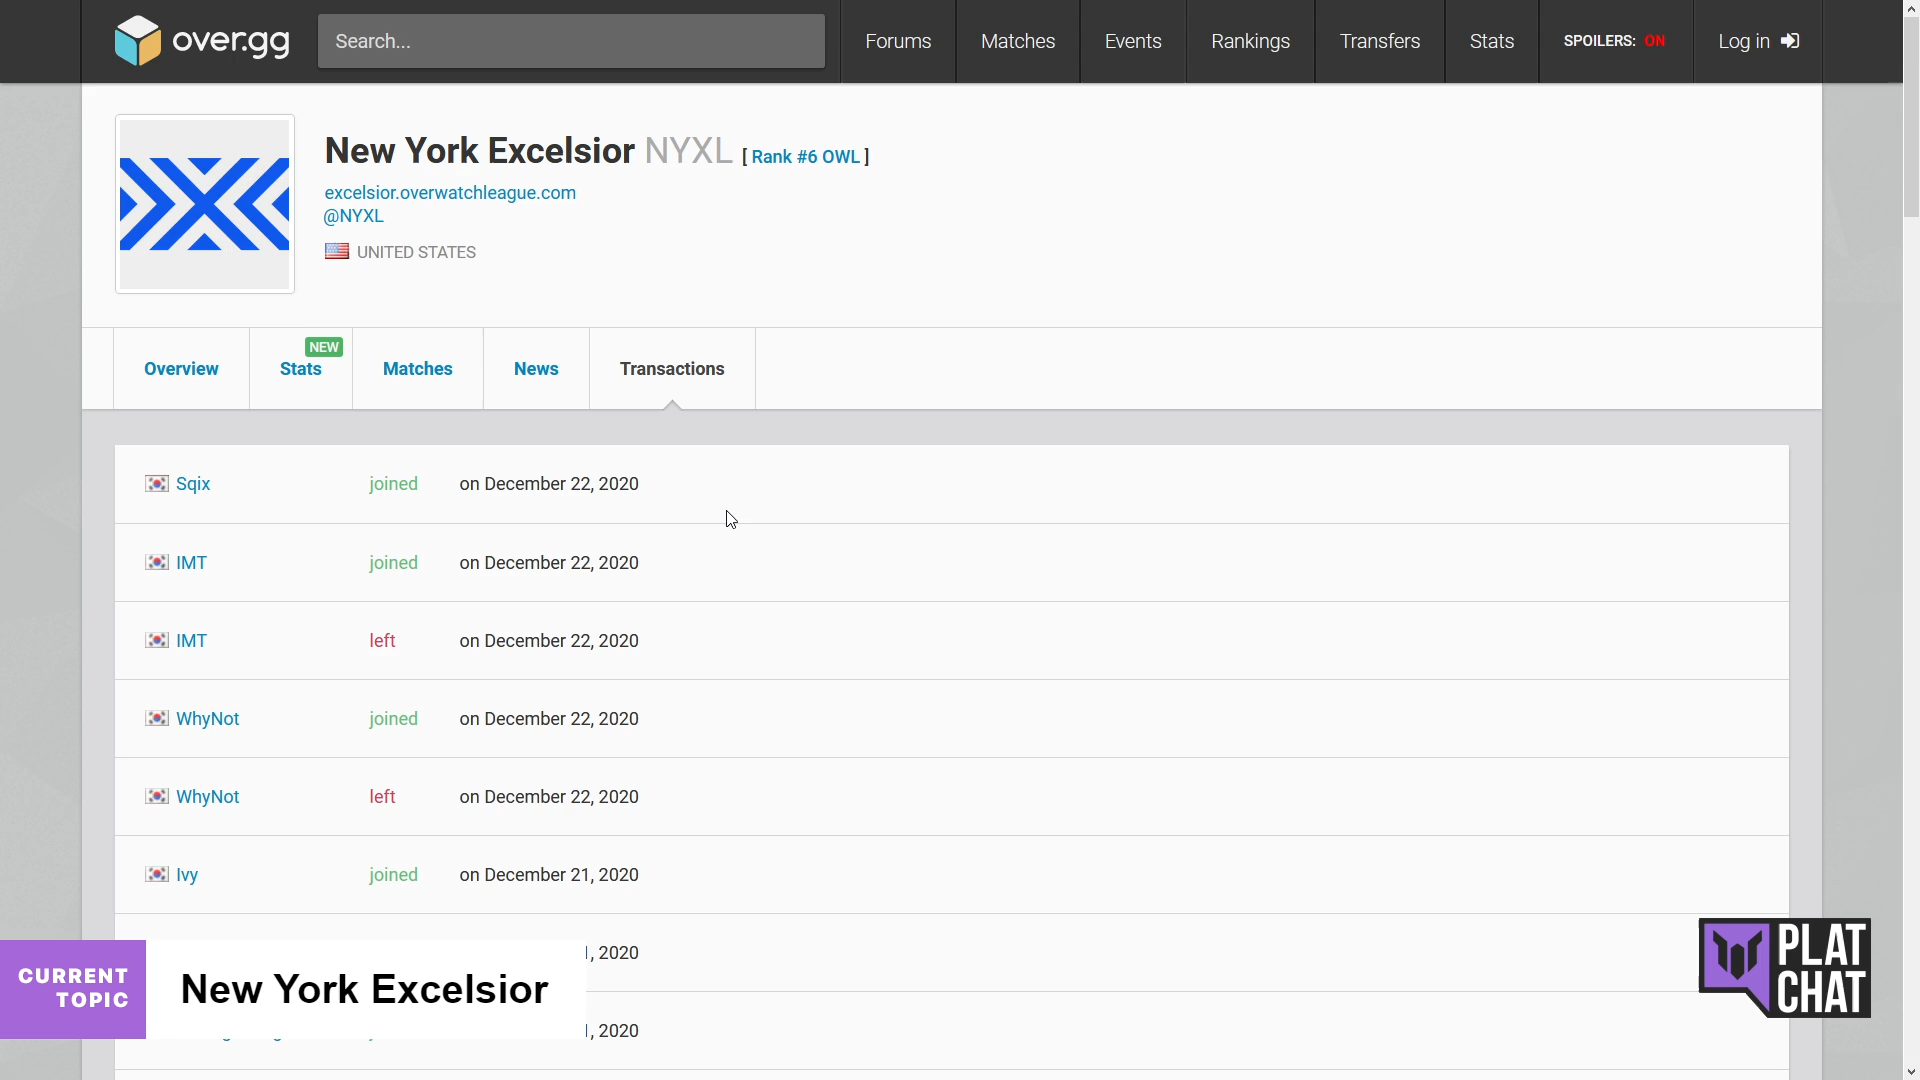 over.gg
Search...
Forums
Matches
Events
Rankings
Transfers
Stats
SPOILERS: ON
Log in
New York Excelsior NYXL [ Rank #6 OWL ]
excelsior.overwatchleague.com
@NYXL
UNITED STATES
Overview
Stats
NEW
Matches
News
Transactions
Sqix joined on December 22, 2020
IMT joined on December 22, 2020
IMT left on December 22, 2020
WhyNot joined on December 22, 2020
WhyNot left on December 22, 2020
Ivy joined on December 21, 2020
, 2020
, 2020
CURRENT
TOPIC
New York Excelsior
PLAT
CHAT